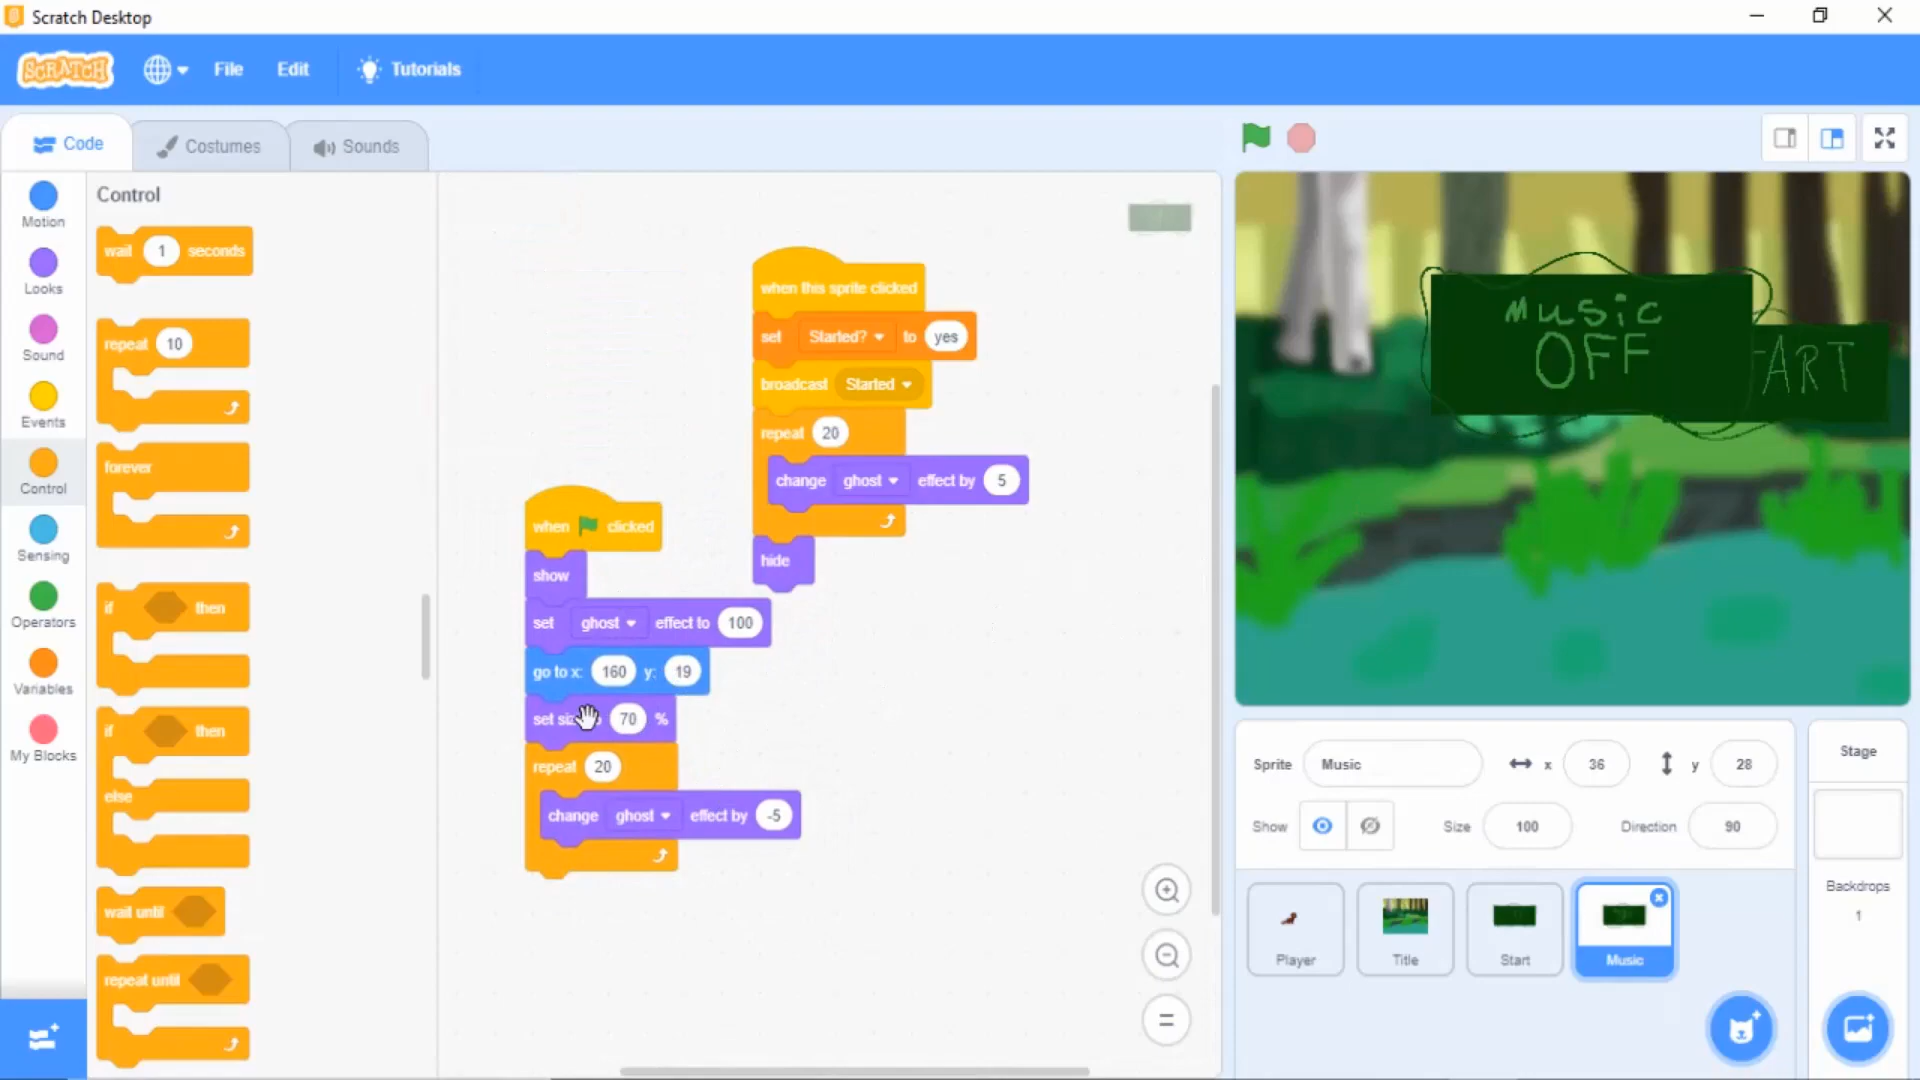 Scratch Desktop
SCRATCH
File
Edit
Tutorials
Code
Costumes
Sounds
Motion
Looks
Sound
Events
Control
Sensing
Operators
Variables
My Blocks
Control
wait 1 seconds
repeat 10
forever
if then
if then
else
wait until
repeat until
when this sprite clicked
set Started? to yes
broadcast Started
repeat 20
change ghost effect by 5
hide
when clicked
show
set ghost effect to 100
go to x: 160 y: 19
set 70 %
repeat 20
change ghost effect by -5
Music
OFF
ART
Sprite Music x 36 y 28
Show Size 100 Direction 90
Player
Title
Start
Music
Stage
Backdrops
1